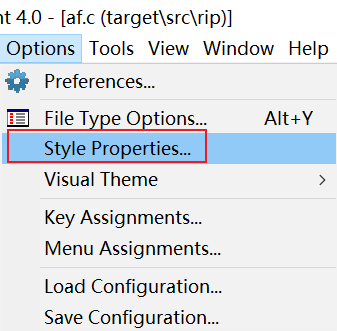 nt 4.0 - [af.c (target\src\rip)]
Options Tools View Window Help
Preferences...
File Type Options... Alt+Y
Style Properties...
Visual Theme >
Key Assignments...
Menu Assignments...
Load Configuration...
Save Configuration...